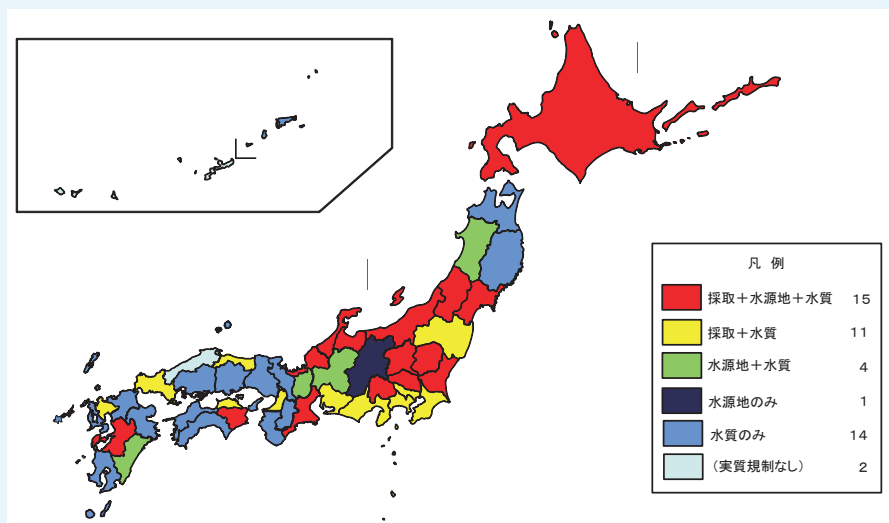 凡 例
採取+水源地+水質 15
採取+水質 11
水源地+水質 4
水源地のみ 1
水質のみ 14
(実質規制なし) 2